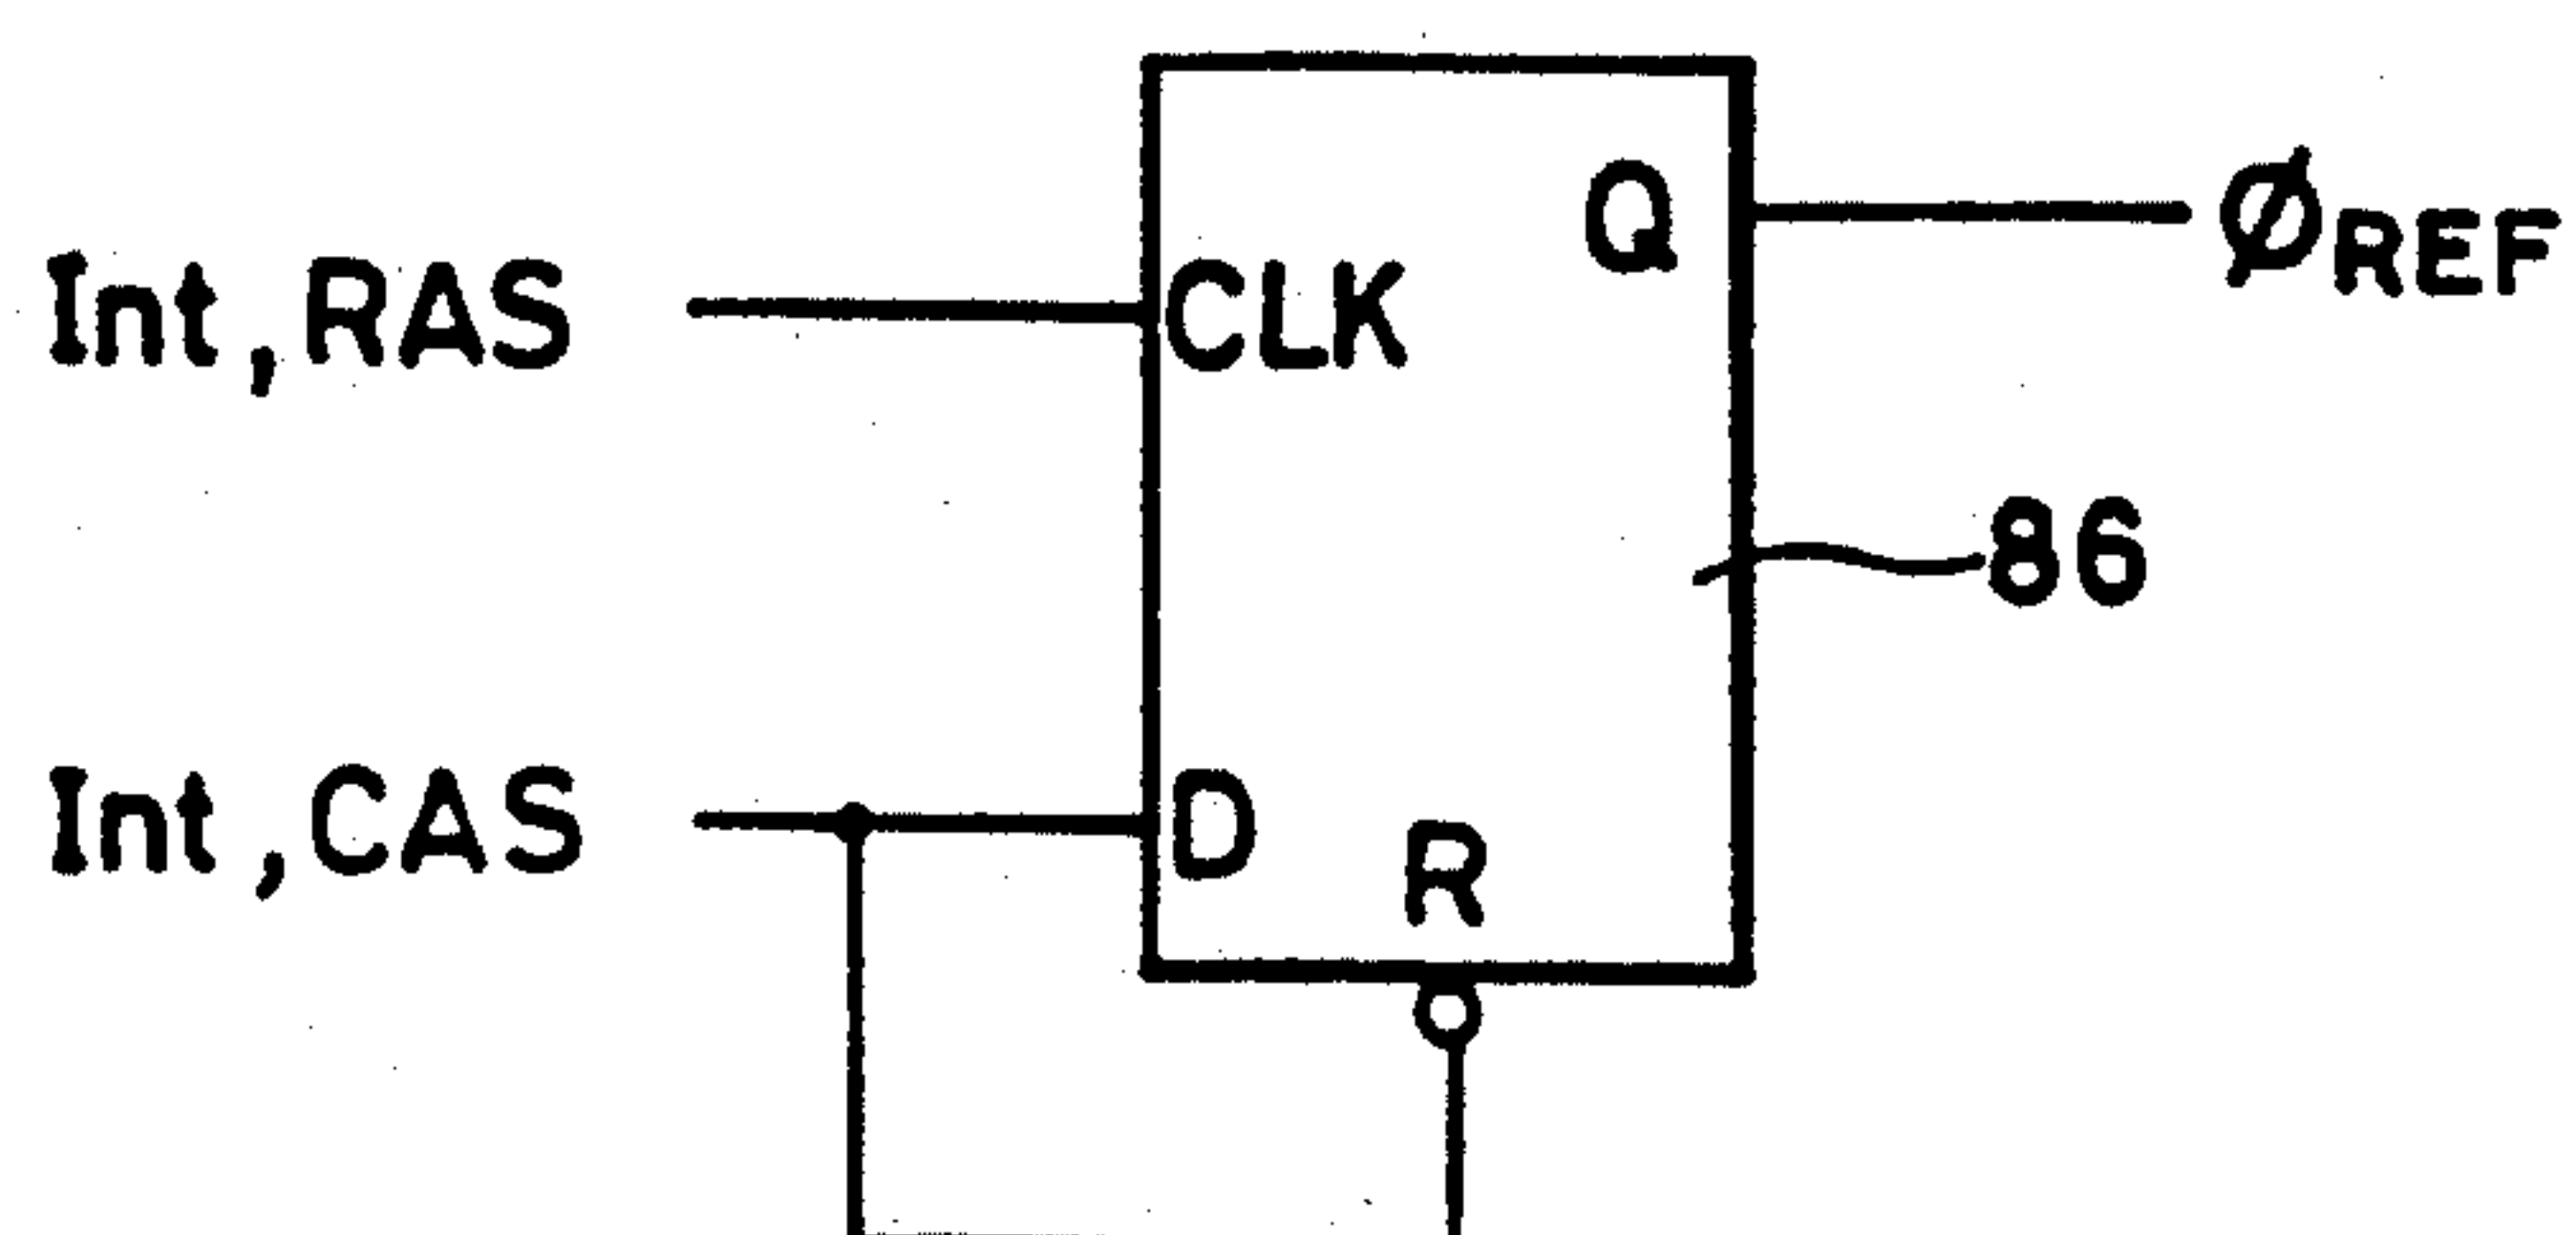 Q
ØREF
Int,RAS
CLK
86
Int,CAS
D
R